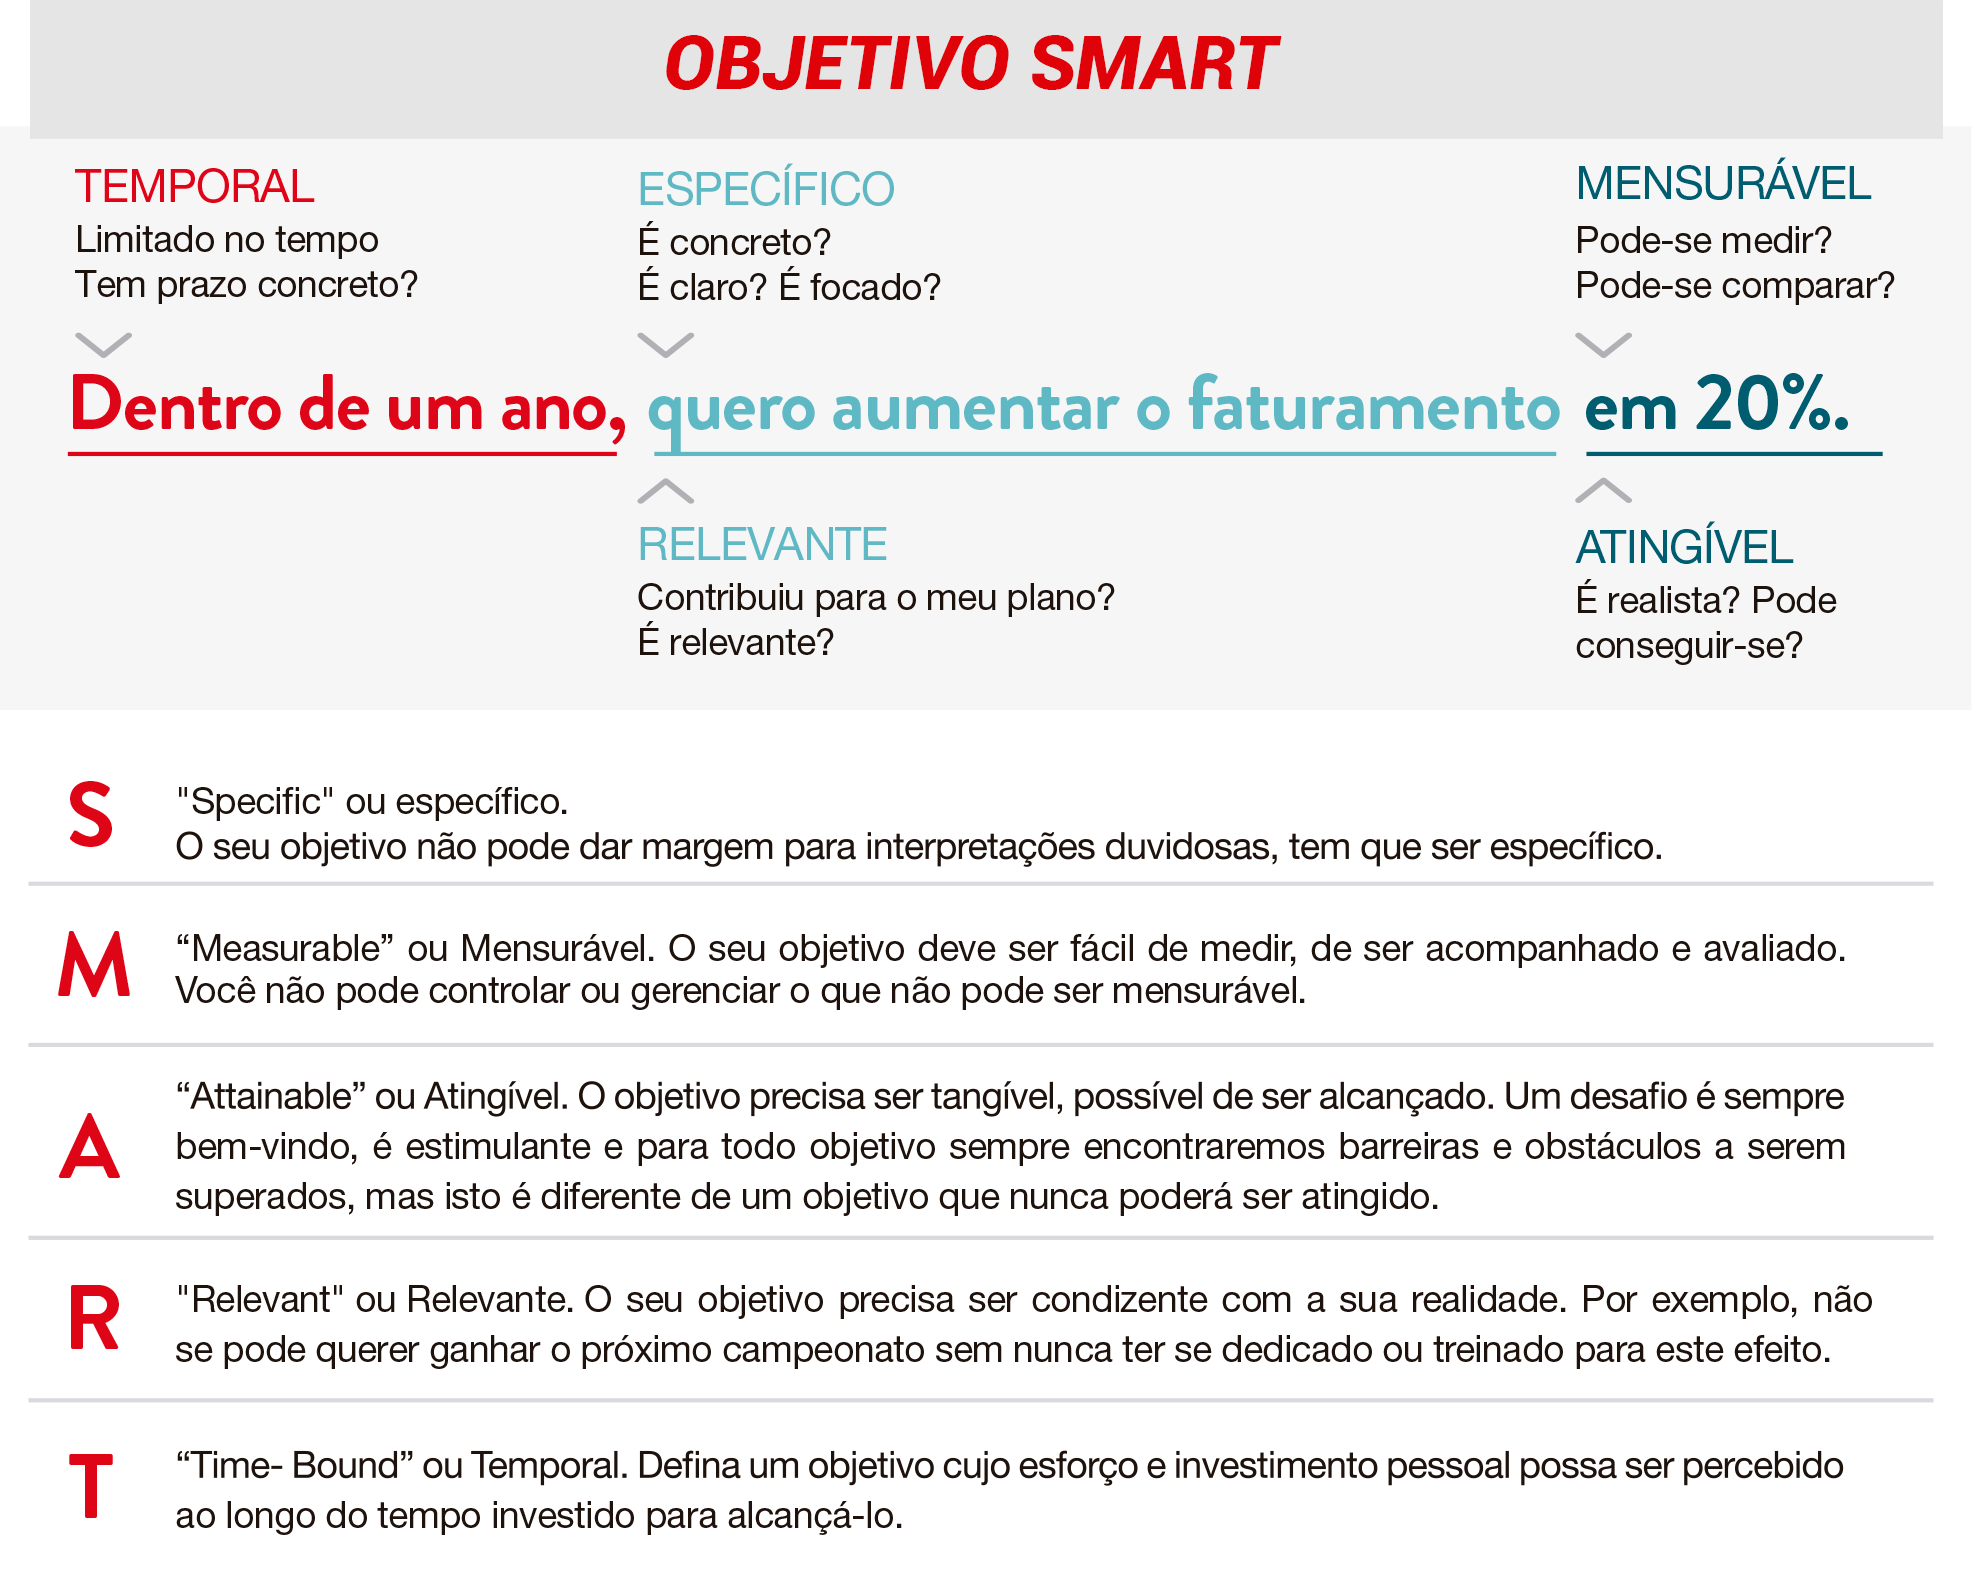 OBJETIVO SMART
TEMPORAL
Limitado no tempo
Tem prazo concreto?
ESPECÍFICO
É concreto?
É claro? É focado?
MENSURÁVEL
Pode-se medir?
Pode-se comparar?
Dentro de um ano, quero aumentar o faturamento em 20%.
RELEVANTE
Contribuiu para o meu plano?
É relevante?
ATINGÍVEL
É realista? Pode
conseguir-se?
S
"Specific" ou específico.
O seu objetivo não pode dar margem para interpretações duvidosas, tem que ser específico.
M
“Measurable” ou Mensurável. O seu objetivo deve ser fácil de medir, de ser acompanhado e avaliado.
Você não pode controlar ou gerenciar o que não pode ser mensurável.
A
“Attainable” ou Atingível. O objetivo precisa ser tangível, possível de ser alcançado. Um desafio é sempre
bem-vindo, é estimulante e para todo objetivo sempre encontraremos barreiras e obstáculos a serem
superados, mas isto é diferente de um objetivo que nunca poderá ser atingido.
R
"Relevant" ou Relevante. O seu objetivo precisa ser condizente com a sua realidade. Por exemplo, não
se pode querer ganhar o próximo campeonato sem nunca ter se dedicado ou treinado para este efeito.
T
“Time- Bound” ou Temporal. Defina um objetivo cujo esforço e investimento pessoal possa ser percebido
ao longo do tempo investido para alcançá-lo.